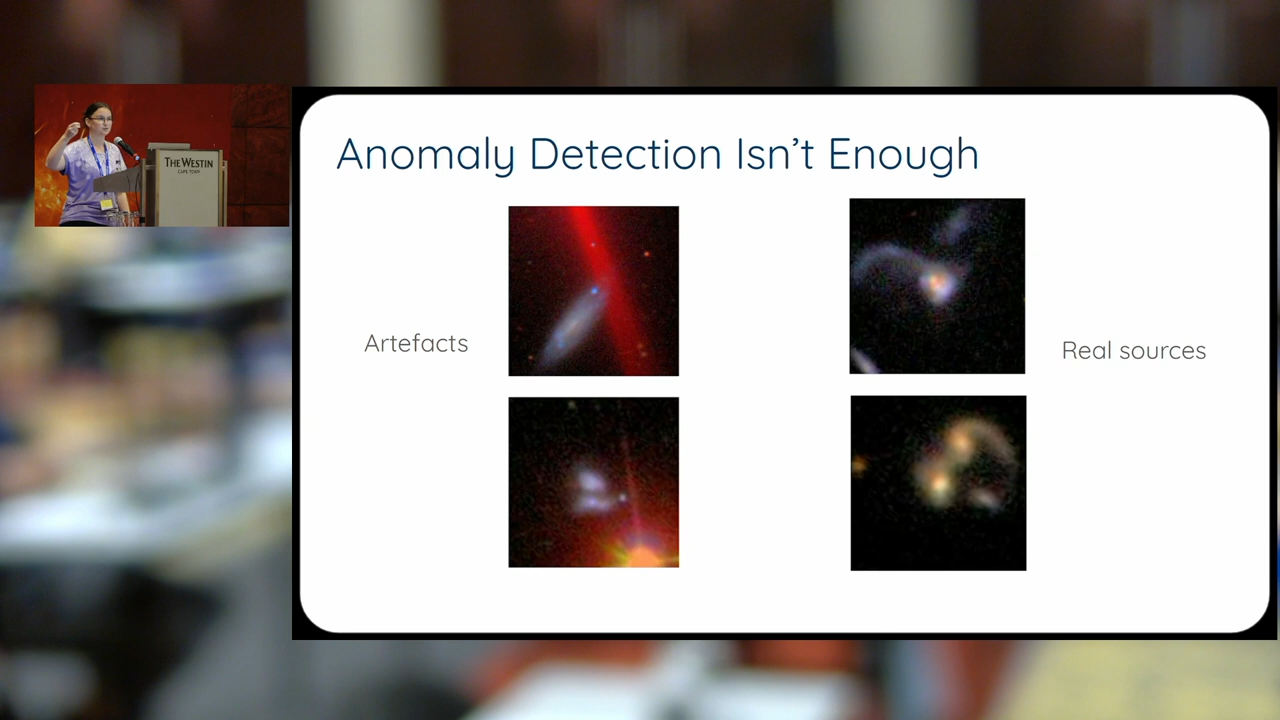 Anomaly Detection Isn't Enough
Artefacts
Real sources
THE WESTIN
CAPE TOWN